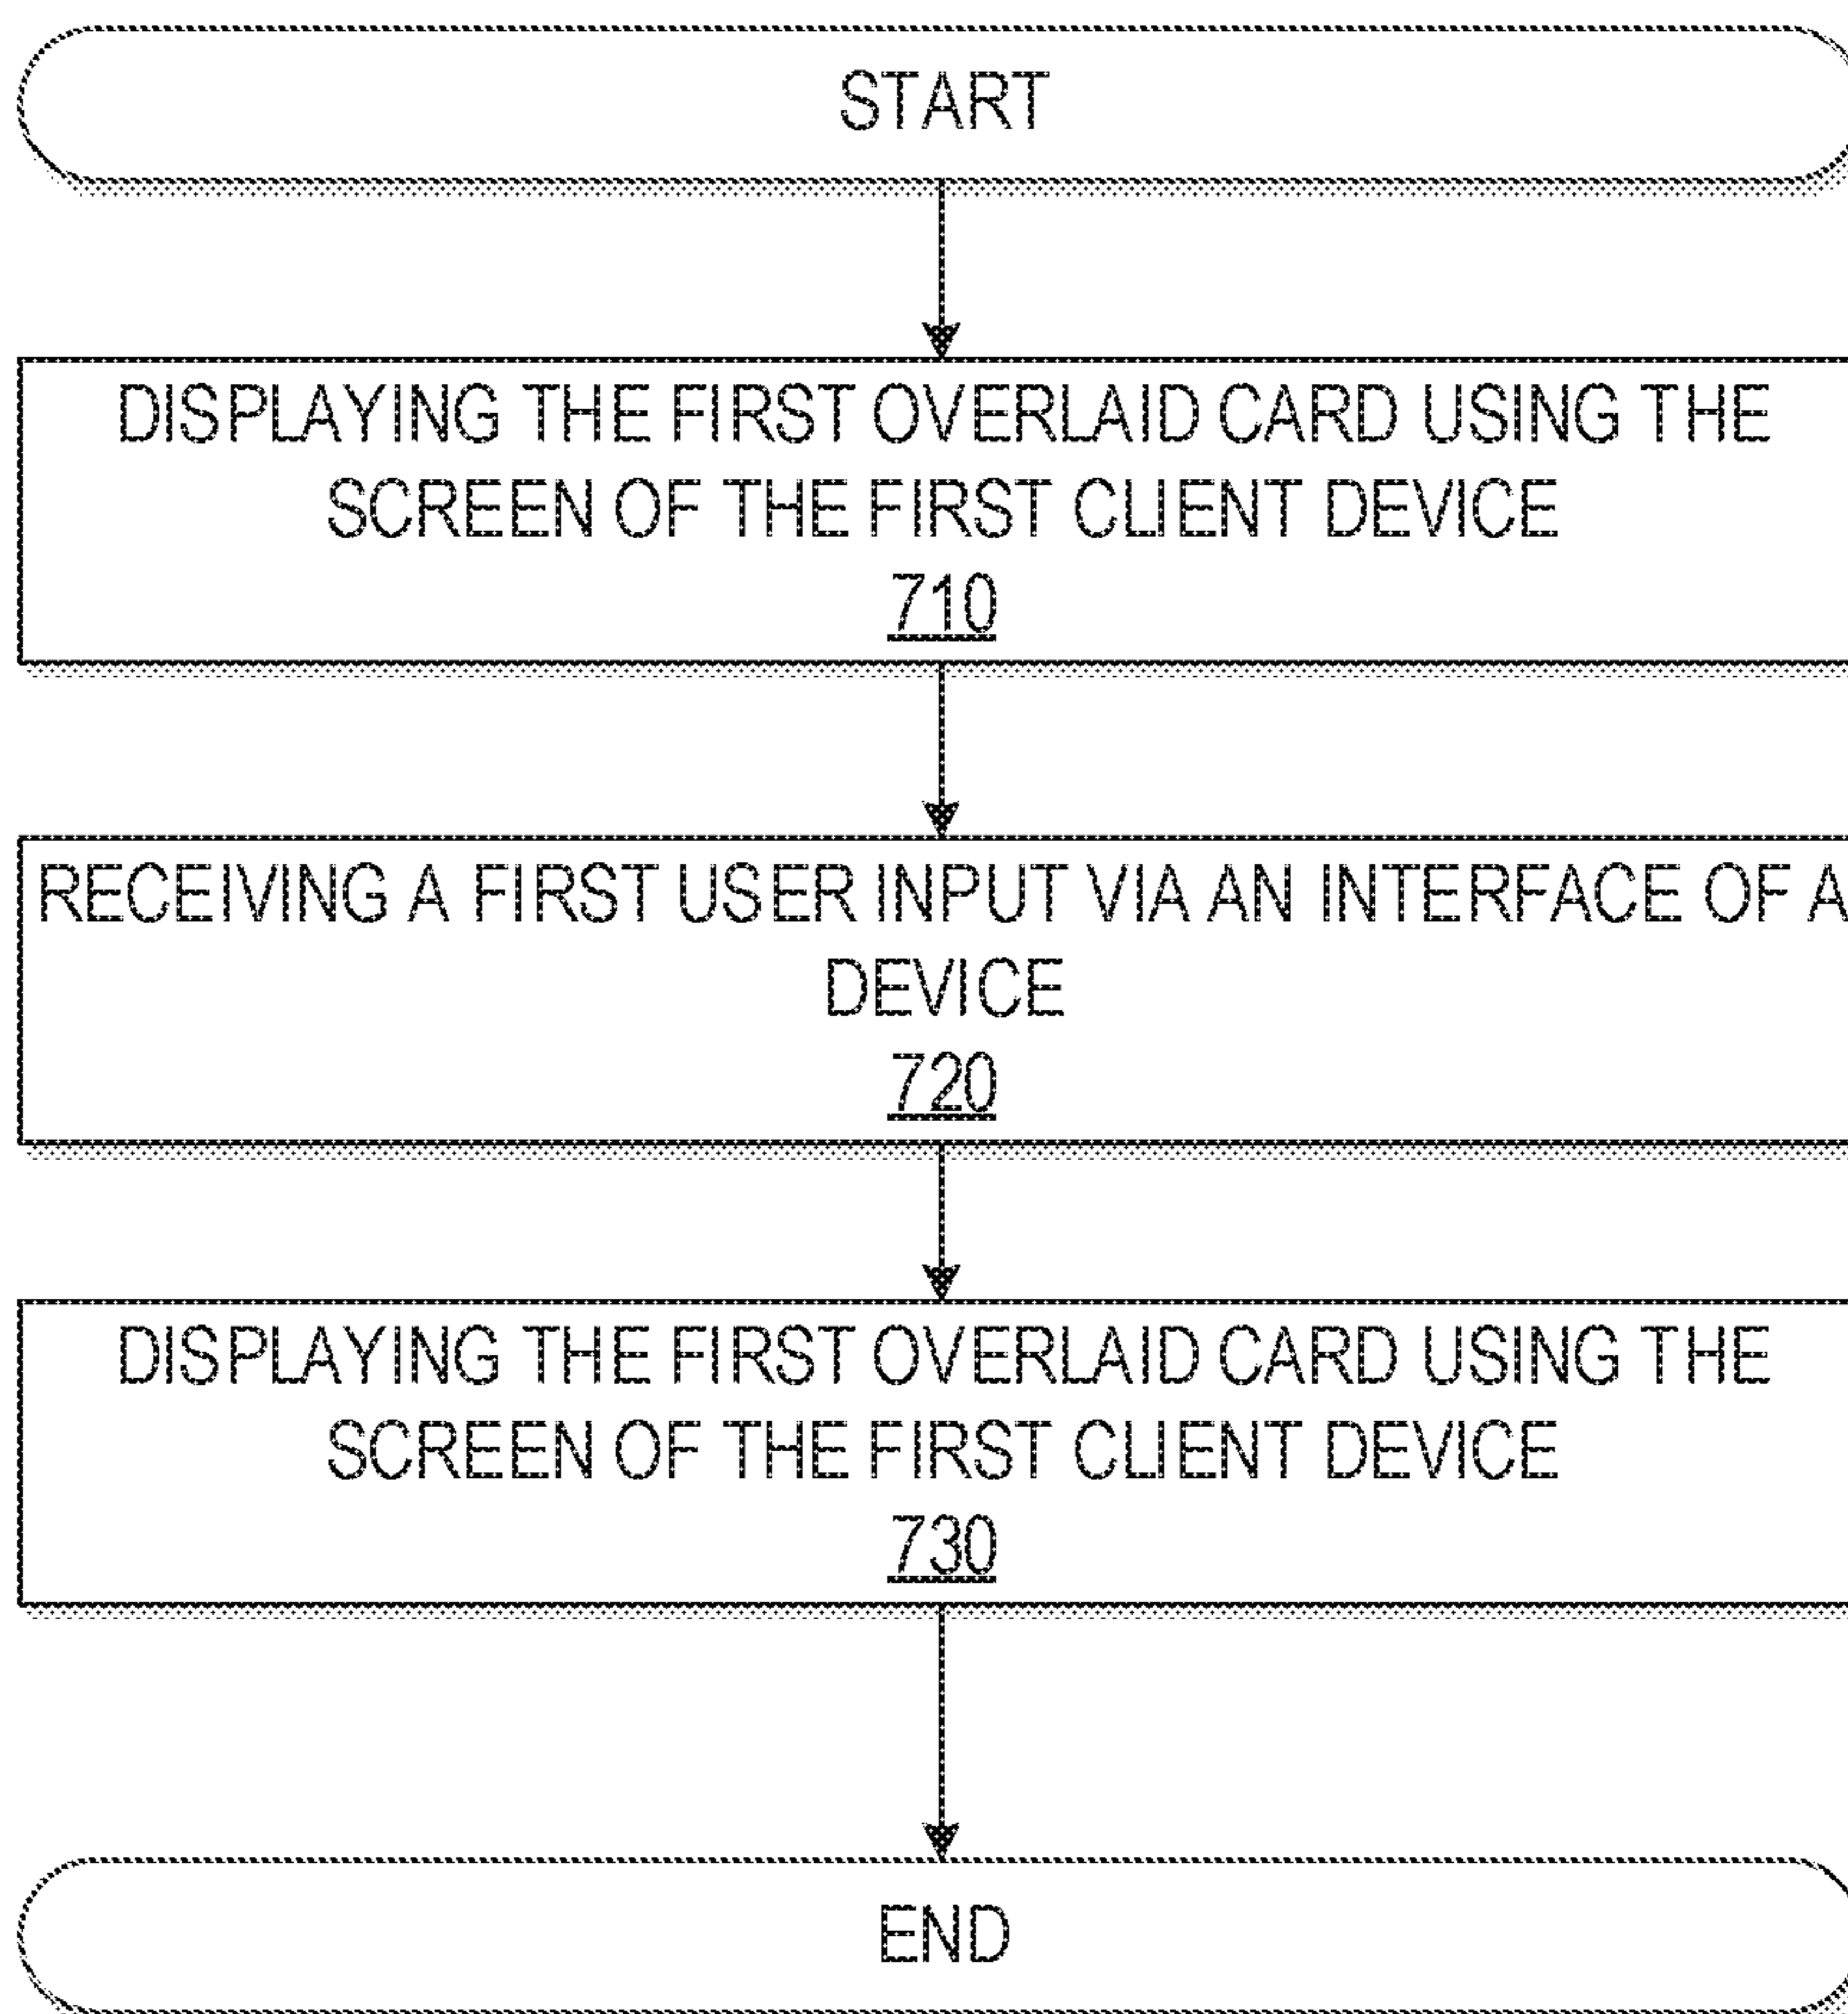 START
DISPLAYING THE FIRST OVERLAID CARD USING THE
SCREEN OF THE FIRST CLIENT DEVICE
710
RECEIVING A FIRST USER INPUT VIA AN INTERFACE OF A
DEVICE
720
DISPLAYING THE FIRST OVERLAID CARD USING THE
SCREEN OF THE FIRST CLIENT DEVICE
730
END